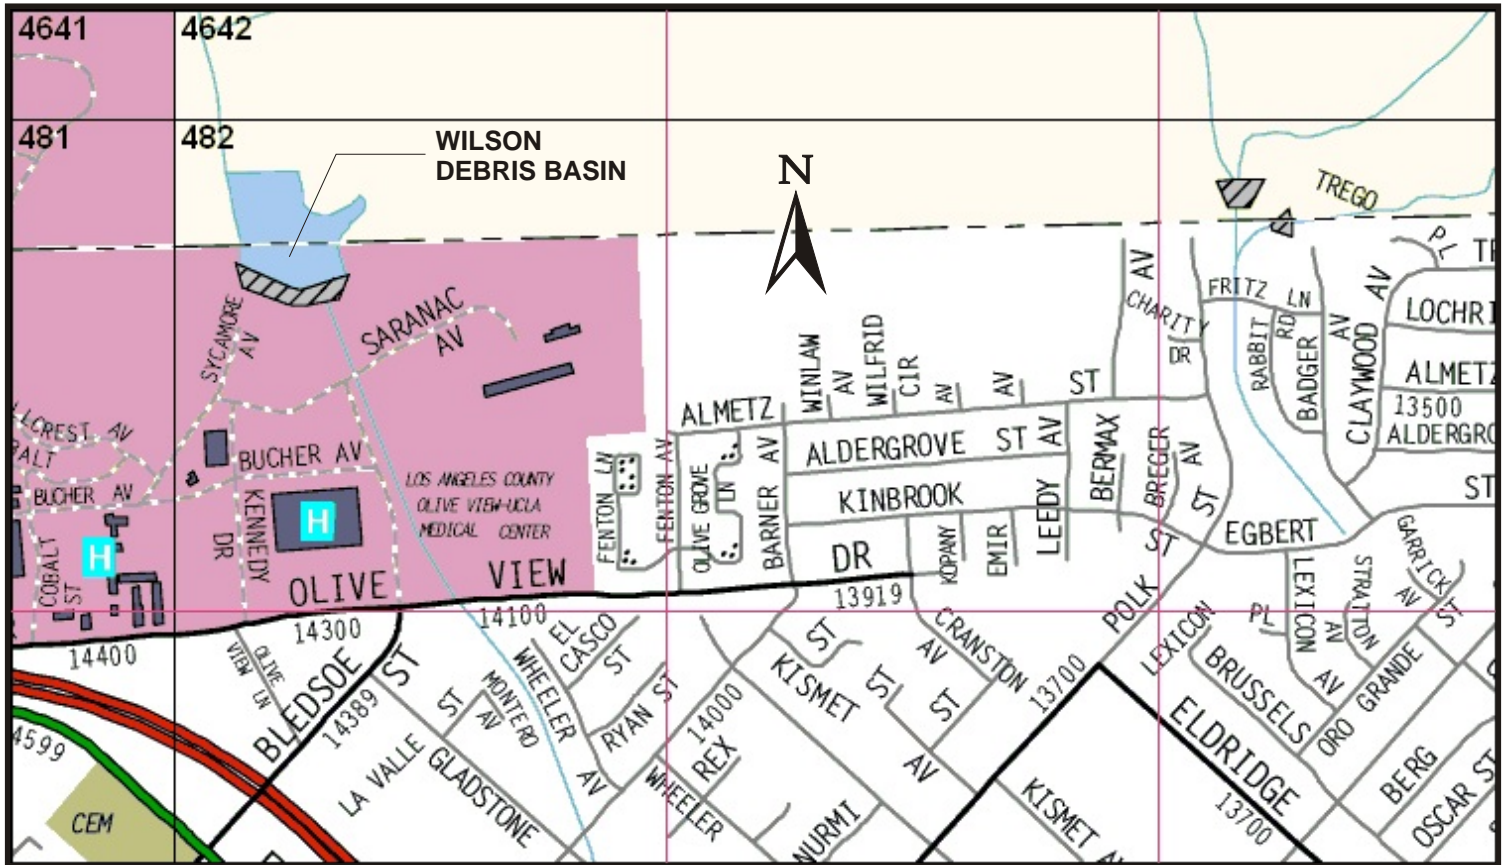 4641
4642
481
482
WILSON
DEBRIS BASIN
N
TREGO
PL
SYCAMORE
AV
SARANAC
AV
AV
CHARITY
DR
FRITZ
LN
RABBIT
RD
BADGER
AV
CLAYWOOD
AV
LOCHRI
ALMETZ
13500
ALDERGRO
ST
WINLAW
AV
WILFRID
CIR
AV
AV
ST
ALMETZ
LCREST AV
BALT
BUCHER AV
BUCHER AV
KENNEDY
DR
COBALT
ST
H
H
LOS ANGELES COUNTY
OLIVE VIEW-UCLA
MEDICAL CENTER
FENTON LN
FENTON AV
OLIVE GROVE
LN
BARNER AV
ALDERGROVE ST
KINBROOK
LEEDY AV
BERMAX
BREGER
AV
ST
KOPANY
EMIR
ST
EGBERT
OLIVE VIEW DR
14400
14300
14100
13919
LEXICON
AV
STRATTON
AV
GARRICK
AV
ST
PL
LEXICON
POLK
OLIVE
VIEW LN
BLEDSOE ST
14389
4599
CEM
LA VALLE
ST
MONTERO
AV
GLADSTONE
EL
CASCO
ST
WHEELER
AV
RYAN ST
14000
WHEELER
REX
ST
KISMET
AV
ST
ST
CRANSTON
AV
NURMI
13700
KISMET AV
ELDRIDGE
13700
BRUSSELS
ORO GRANDE
BERG
OSCAR ST